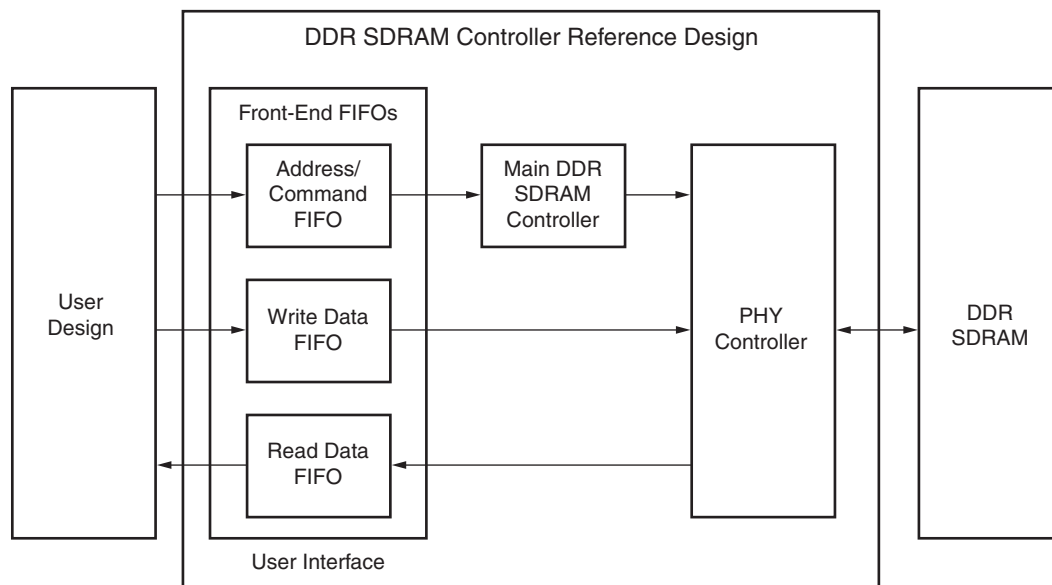 DDR SDRAM Controller Reference Design
Front-End FIFOs
Address/
Command
FIFO
Main DDR
SDRAM
Controller
User
Design
Write Data
FIFO
PHY
Controller
DDR
SDRAM
Read Data
FIFO
User Interface